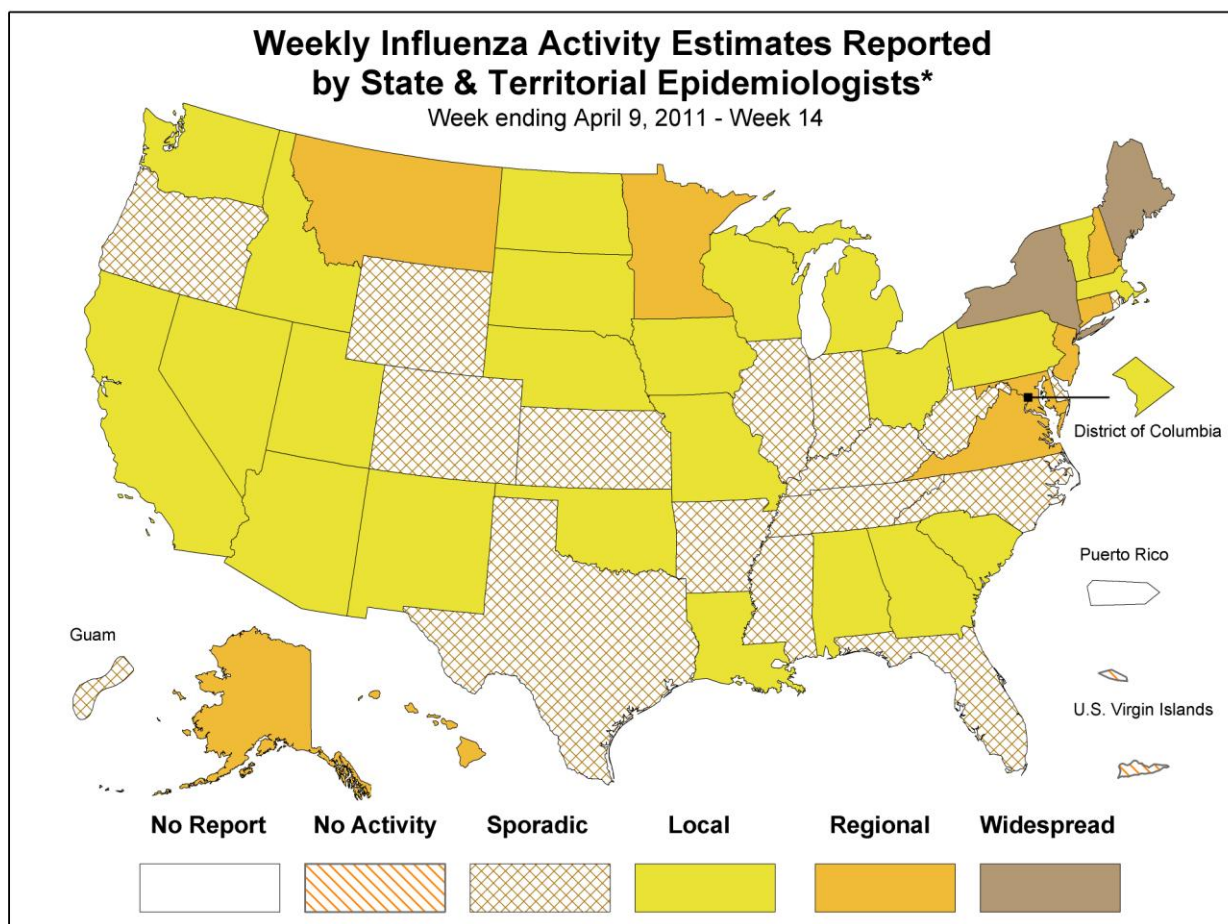 Weekly Influenza Activity Estimates Reported
by State & Territorial Epidemiologists*
Week ending April 9, 2011 - Week 14
District of Columbia
Puerto Rico
Guam
U.S. Virgin Islands
No Report
No Activity
Sporadic
Local
Regional
Widespread